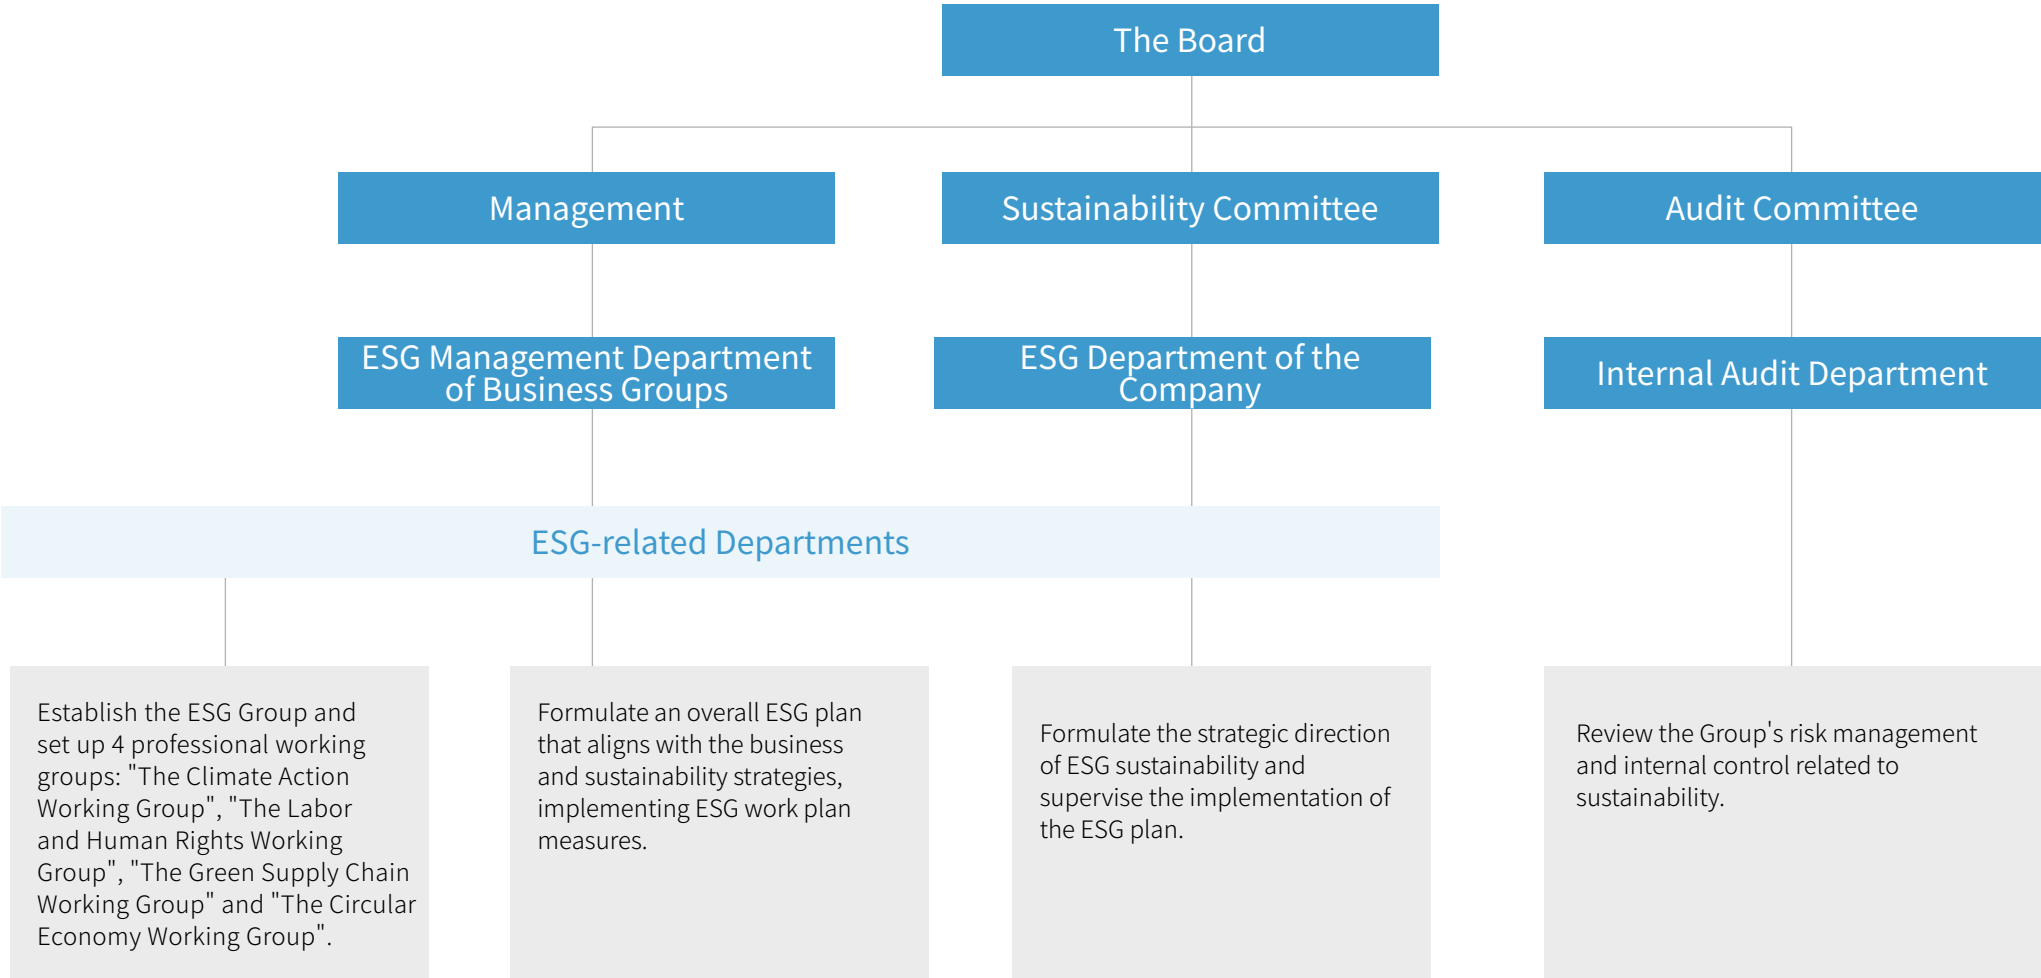 The Board
Management
Sustainability Committee
Audit Committee
ESG Management Department
of Business Groups
ESG Department of the
Company
Internal Audit Department
ESG-related Departments
Establish the ESG Group and
set up 4 professional working
groups: "The Climate Action
Working Group", "The Labor
and Human Rights Working
Group", "The Green Supply Chain
Working Group" and "The Circular
Economy Working Group".
Formulate an overall ESG plan
that aligns with the business
and sustainability strategies,
implementing ESG work plan
measures.
Formulate the strategic direction
of ESG sustainability and
supervise the implementation of
the ESG plan.
Review the Group's risk management
and internal control related to
sustainability.